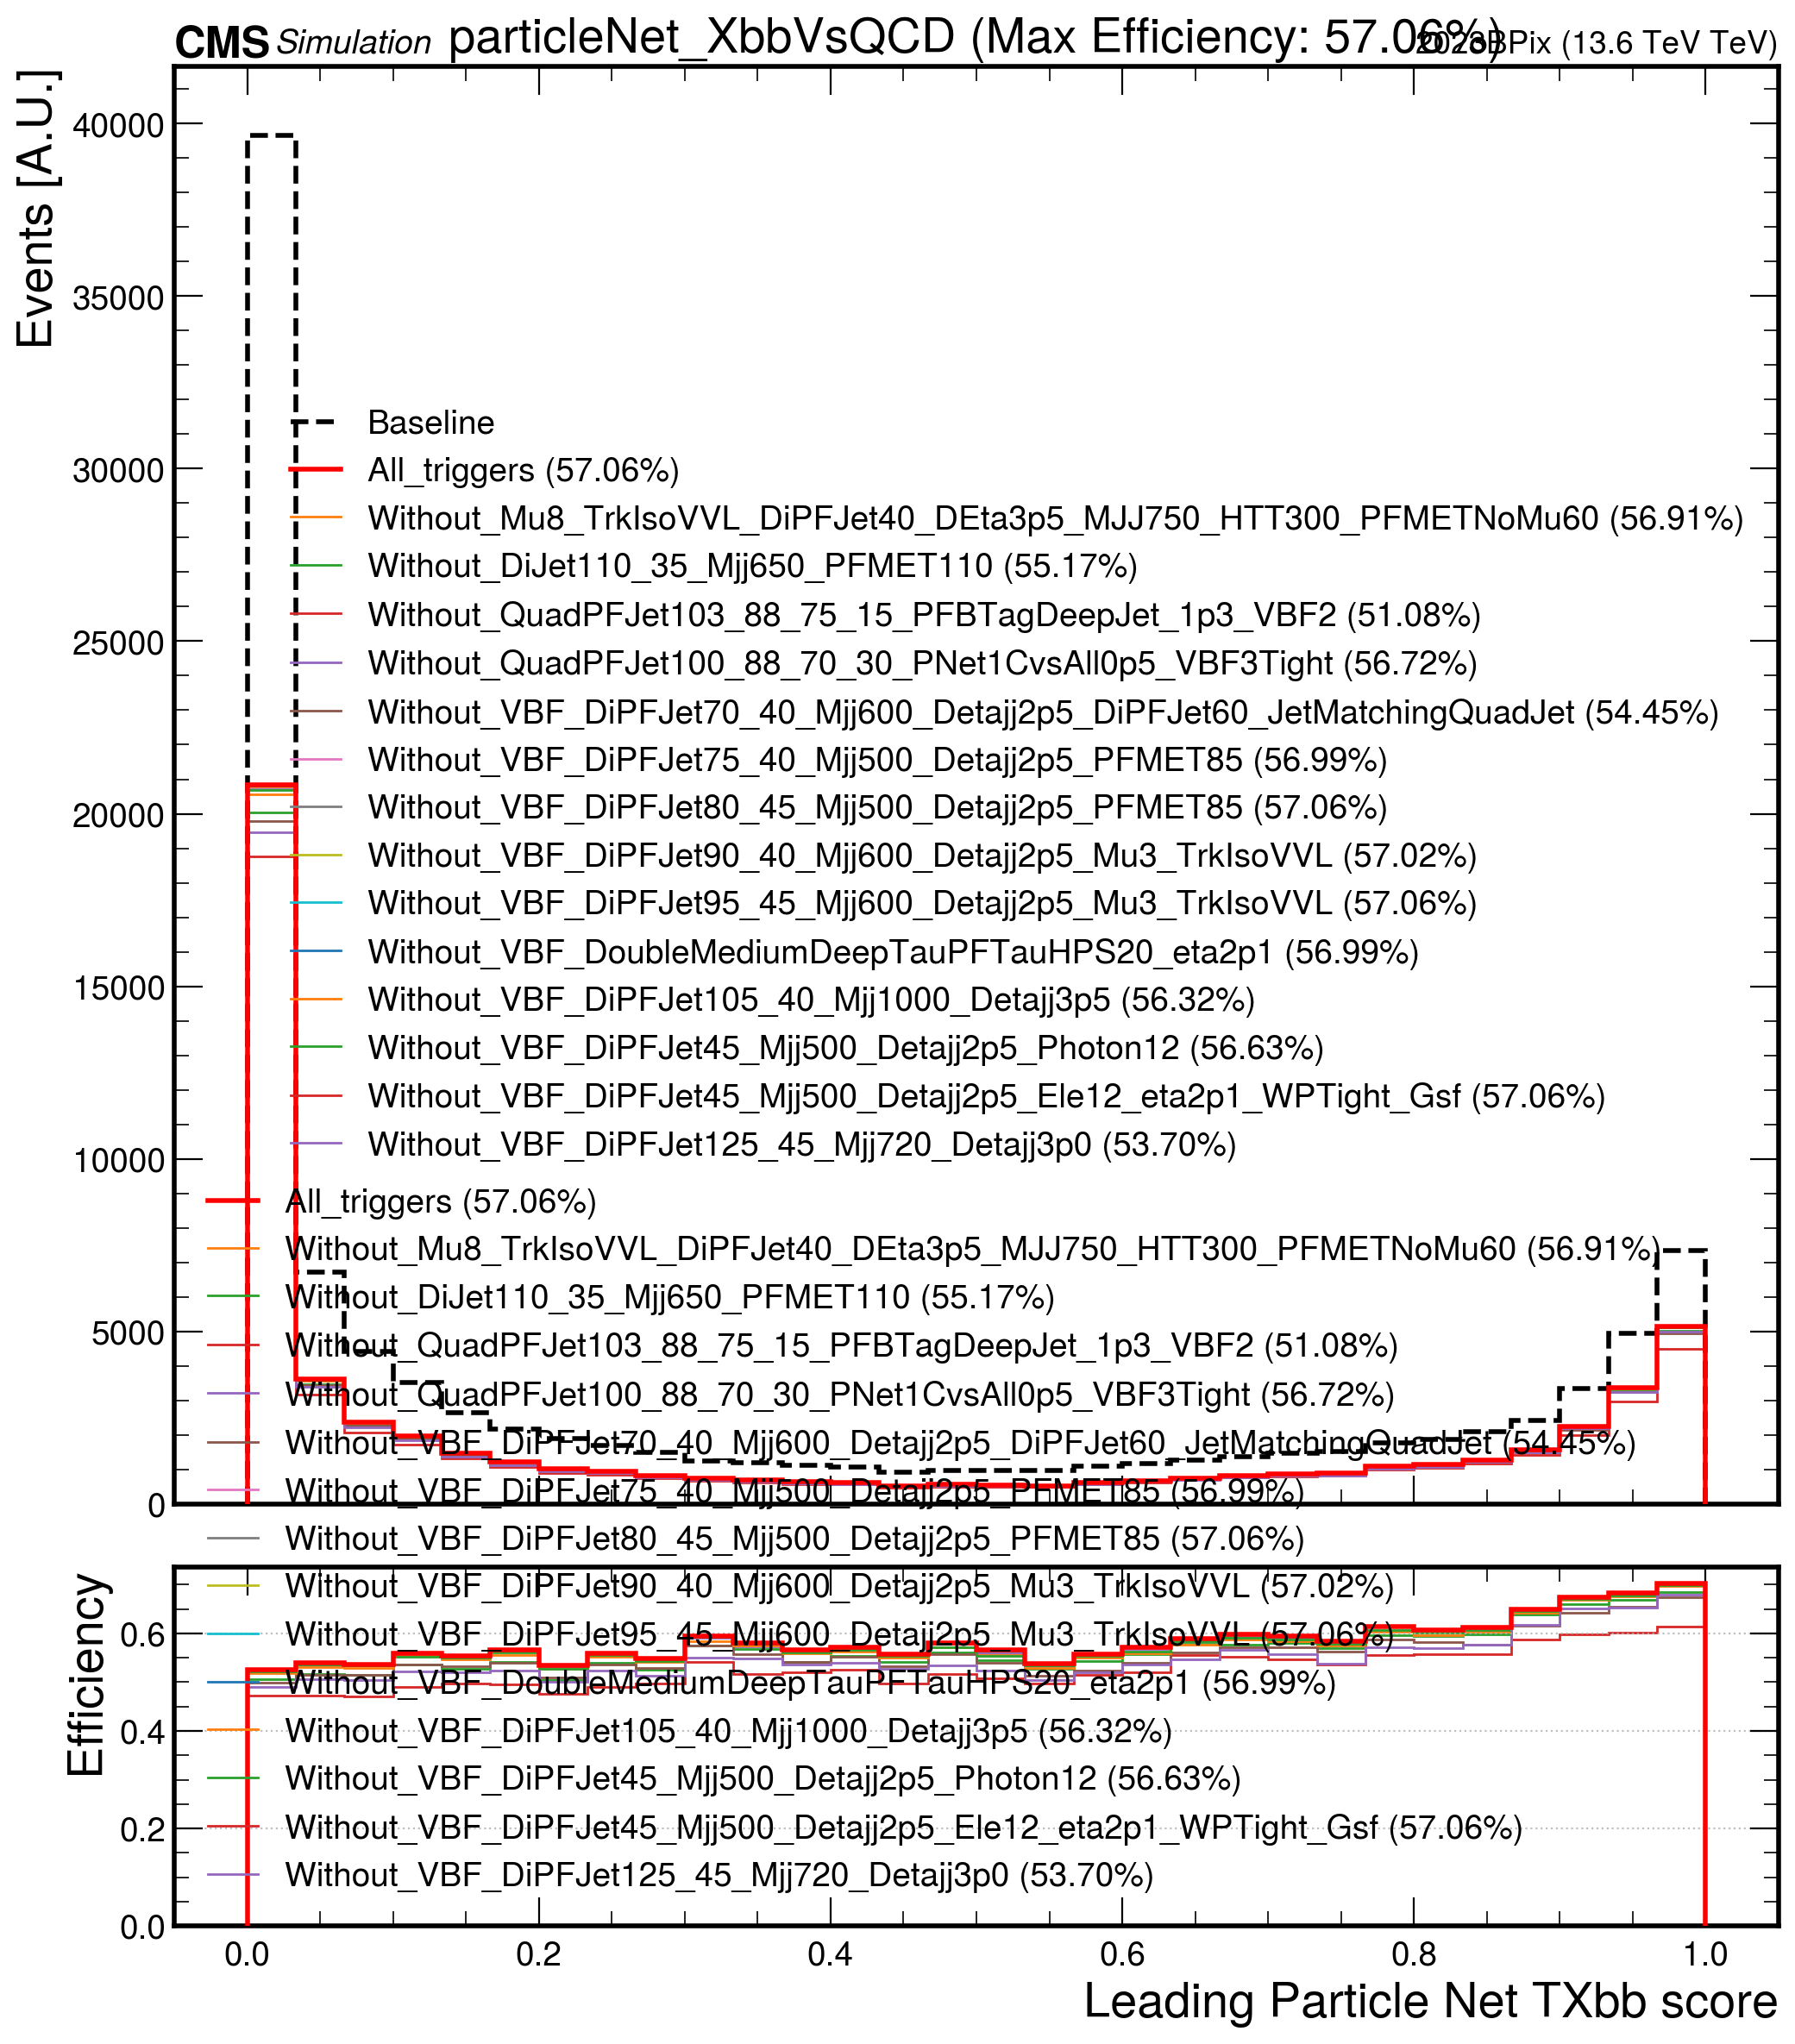 CMS Simulation particleNet_XbbVsQCD (Max Efficiency: 57.06%) 2023BPix (13.6 TeV TeV)
Events [A.U.]
40000
35000
30000
25000
20000
15000
10000
5000
0
Baseline
All_triggers (57.06%)
Without_Mu8_TrkIsoVVL_DiPFJet40_DEta3p5_MJJ750_HTT300_PFMETNoMu60 (56.91%)
Without_DiJet110_35_Mjj650_PFMET110 (55.17%)
Without_QuadPFJet103_88_75_15_PFBTagDeepJet_1p3_VBF2 (51.08%)
Without_QuadPFJet100_88_70_30_PNet1CvsAll0p5_VBF3Tight (56.72%)
Without_VBF_DiPFJet70_40_Mjj600_Detajj2p5_DiPFJet60_JetMatchingQuadJet (54.45%)
Without_VBF_DiPFJet75_40_Mjj500_Detajj2p5_PFMET85 (56.99%)
Without_VBF_DiPFJet80_45_Mjj500_Detajj2p5_PFMET85 (57.06%)
Without_VBF_DiPFJet90_40_Mjj600_Detajj2p5_Mu3_TrkIsoVVL (57.02%)
Without_VBF_DiPFJet95_45_Mjj600_Detajj2p5_Mu3_TrkIsoVVL (57.06%)
Without_VBF_DoubleMediumDeepTauPFTauHPS20_eta2p1 (56.99%)
Without_VBF_DiPFJet105_40_Mjj1000_Detajj3p5 (56.32%)
Without_VBF_DiPFJet45_Mjj500_Detajj2p5_Photon12 (56.63%)
Without_VBF_DiPFJet45_Mjj500_Detajj2p5_Ele12_eta2p1_WPTight_Gsf (57.06%)
Without_VBF_DiPFJet125_45_Mjj720_Detajj3p0 (53.70%)
All_triggers (57.06%)
Without_Mu8_TrkIsoVVL_DiPFJet40_DEta3p5_MJJ750_HTT300_PFMETNoMu60 (56.91%)
Without_DiJet110_35_Mjj650_PFMET110 (55.17%)
Without_QuadPFJet103_88_75_15_PFBTagDeepJet_1p3_VBF2 (51.08%)
Without_QuadPFJet100_88_70_30_PNet1CvsAll0p5_VBF3Tight (56.72%)
Without_VBF_DiPFJet70_40_Mjj600_Detajj2p5_DiPFJet60_JetMatchingQuadJet (54.45%)
Without_VBF_DiPFJet75_40_Mjj500_Detajj2p5_PFMET85 (56.99%)
Without_VBF_DiPFJet80_45_Mjj500_Detajj2p5_PFMET85 (57.06%)
Without_VBF_DiPFJet90_40_Mjj600_Detajj2p5_Mu3_TrkIsoVVL (57.02%)
Without_VBF_DiPFJet95_45_Mjj600_Detajj2p5_Mu3_TrkIsoVVL (57.06%)
Without_VBF_DoubleMediumDeepTauPFTauHPS20_eta2p1 (56.99%)
Without_VBF_DiPFJet105_40_Mjj1000_Detajj3p5 (56.32%)
Without_VBF_DiPFJet45_Mjj500_Detajj2p5_Photon12 (56.63%)
Without_VBF_DiPFJet45_Mjj500_Detajj2p5_Ele12_eta2p1_WPTight_Gsf (57.06%)
Without_VBF_DiPFJet125_45_Mjj720_Detajj3p0 (53.70%)
Efficiency
0.6
0.4
0.2
0.0
0.0 0.2 0.4 0.6 0.8 1.0
Leading Particle Net TXbb score